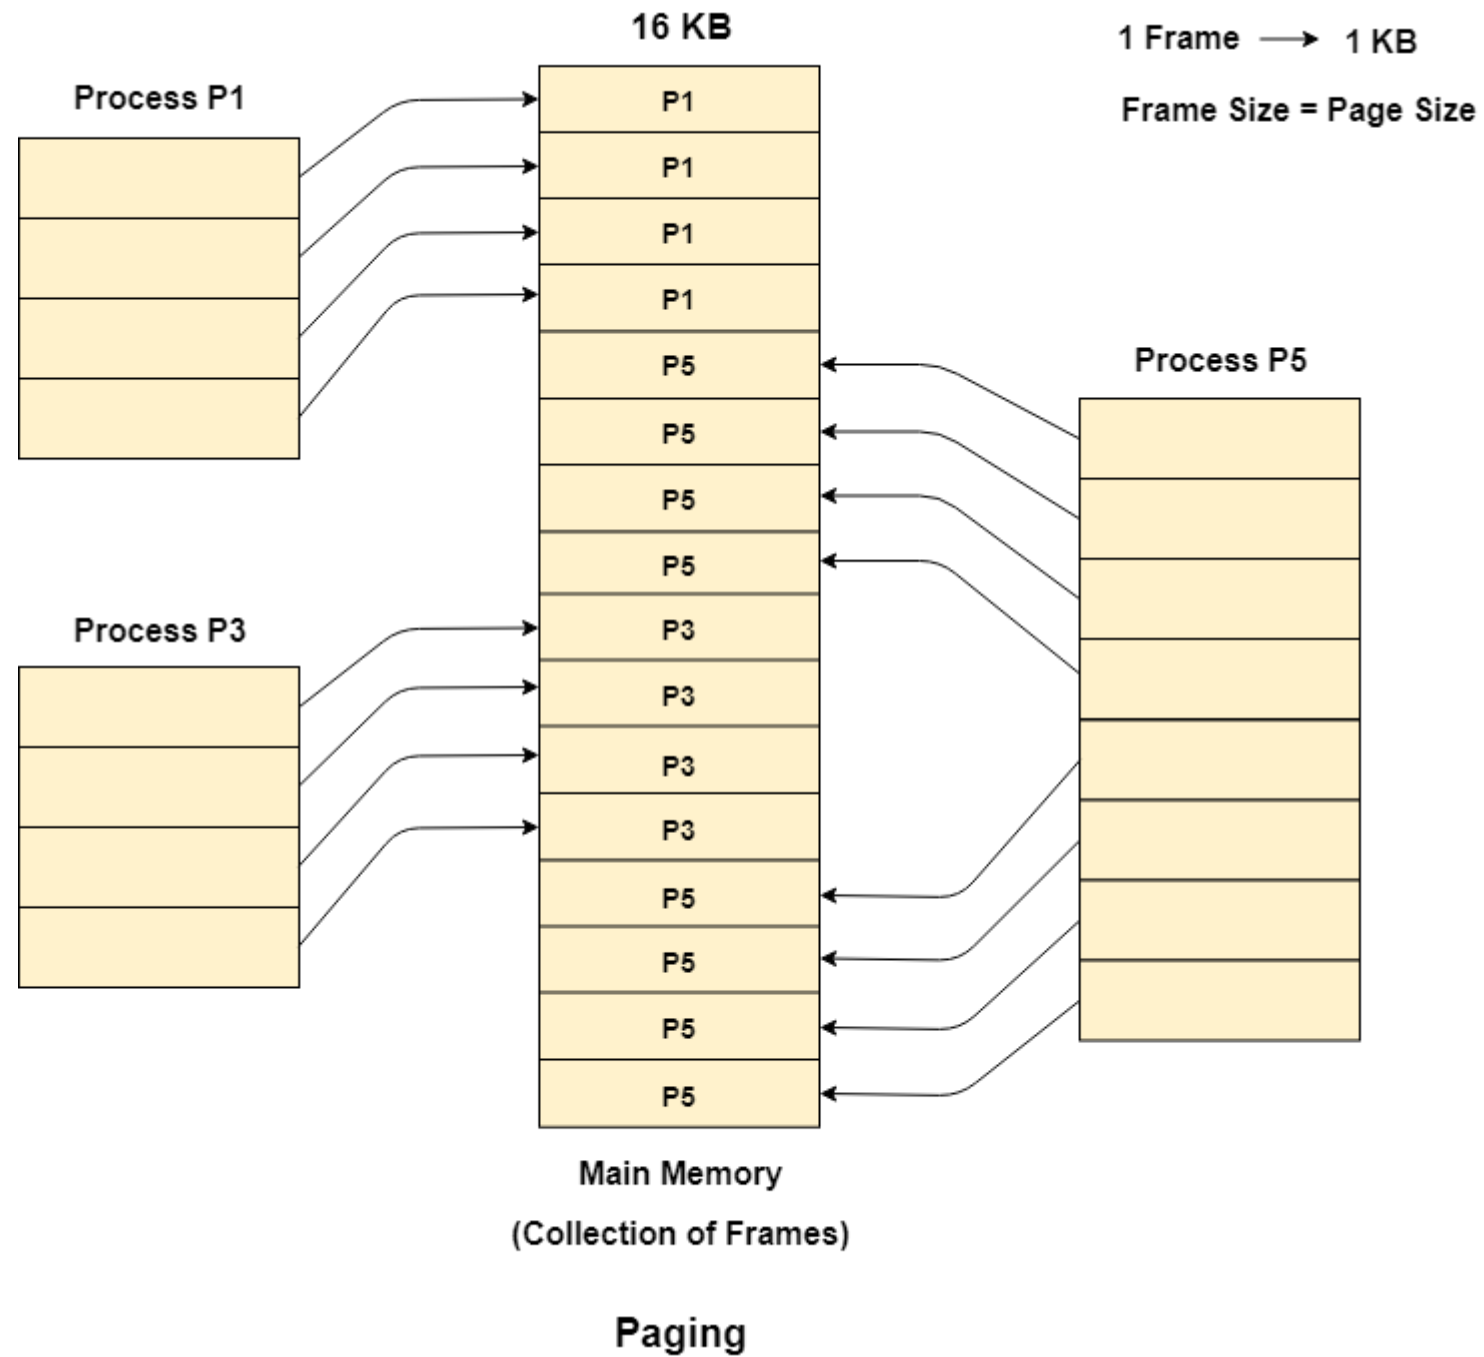 16 KB
1 Frame
1 KB
Frame Size = Page Size
Process P1
P1
P1
P1
P1
P5
P5
P5
P5
P3
P3
P3
P3
P5
P5
P5
P5
Process P5
Process P3
Main Memory
(Collection of Frames)
Paging